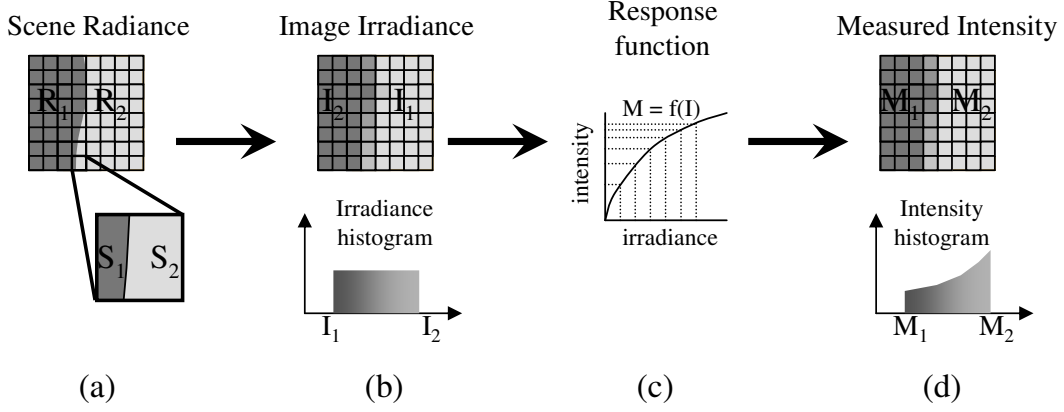 Scene Radiance
R1 R2
S1 S2
(a)
Image Irradiance
I2 I1
Irradiance
histogram
I1 I2
(b)
Response
function
M = f(I)
intensity
irradiance
(c)
Measured Intensity
M1 M2
Intensity
histogram
M1 M2
(d)